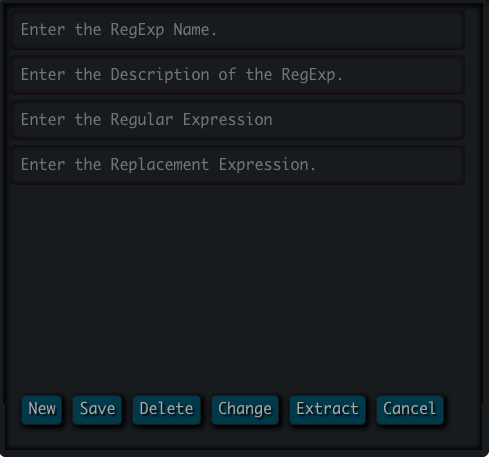 Enter the RegExp Name.
Enter the Description of the RegExp.
Enter the Regular Expression
Enter the Replacement Expression.
New Save Delete Change Extract Cancel